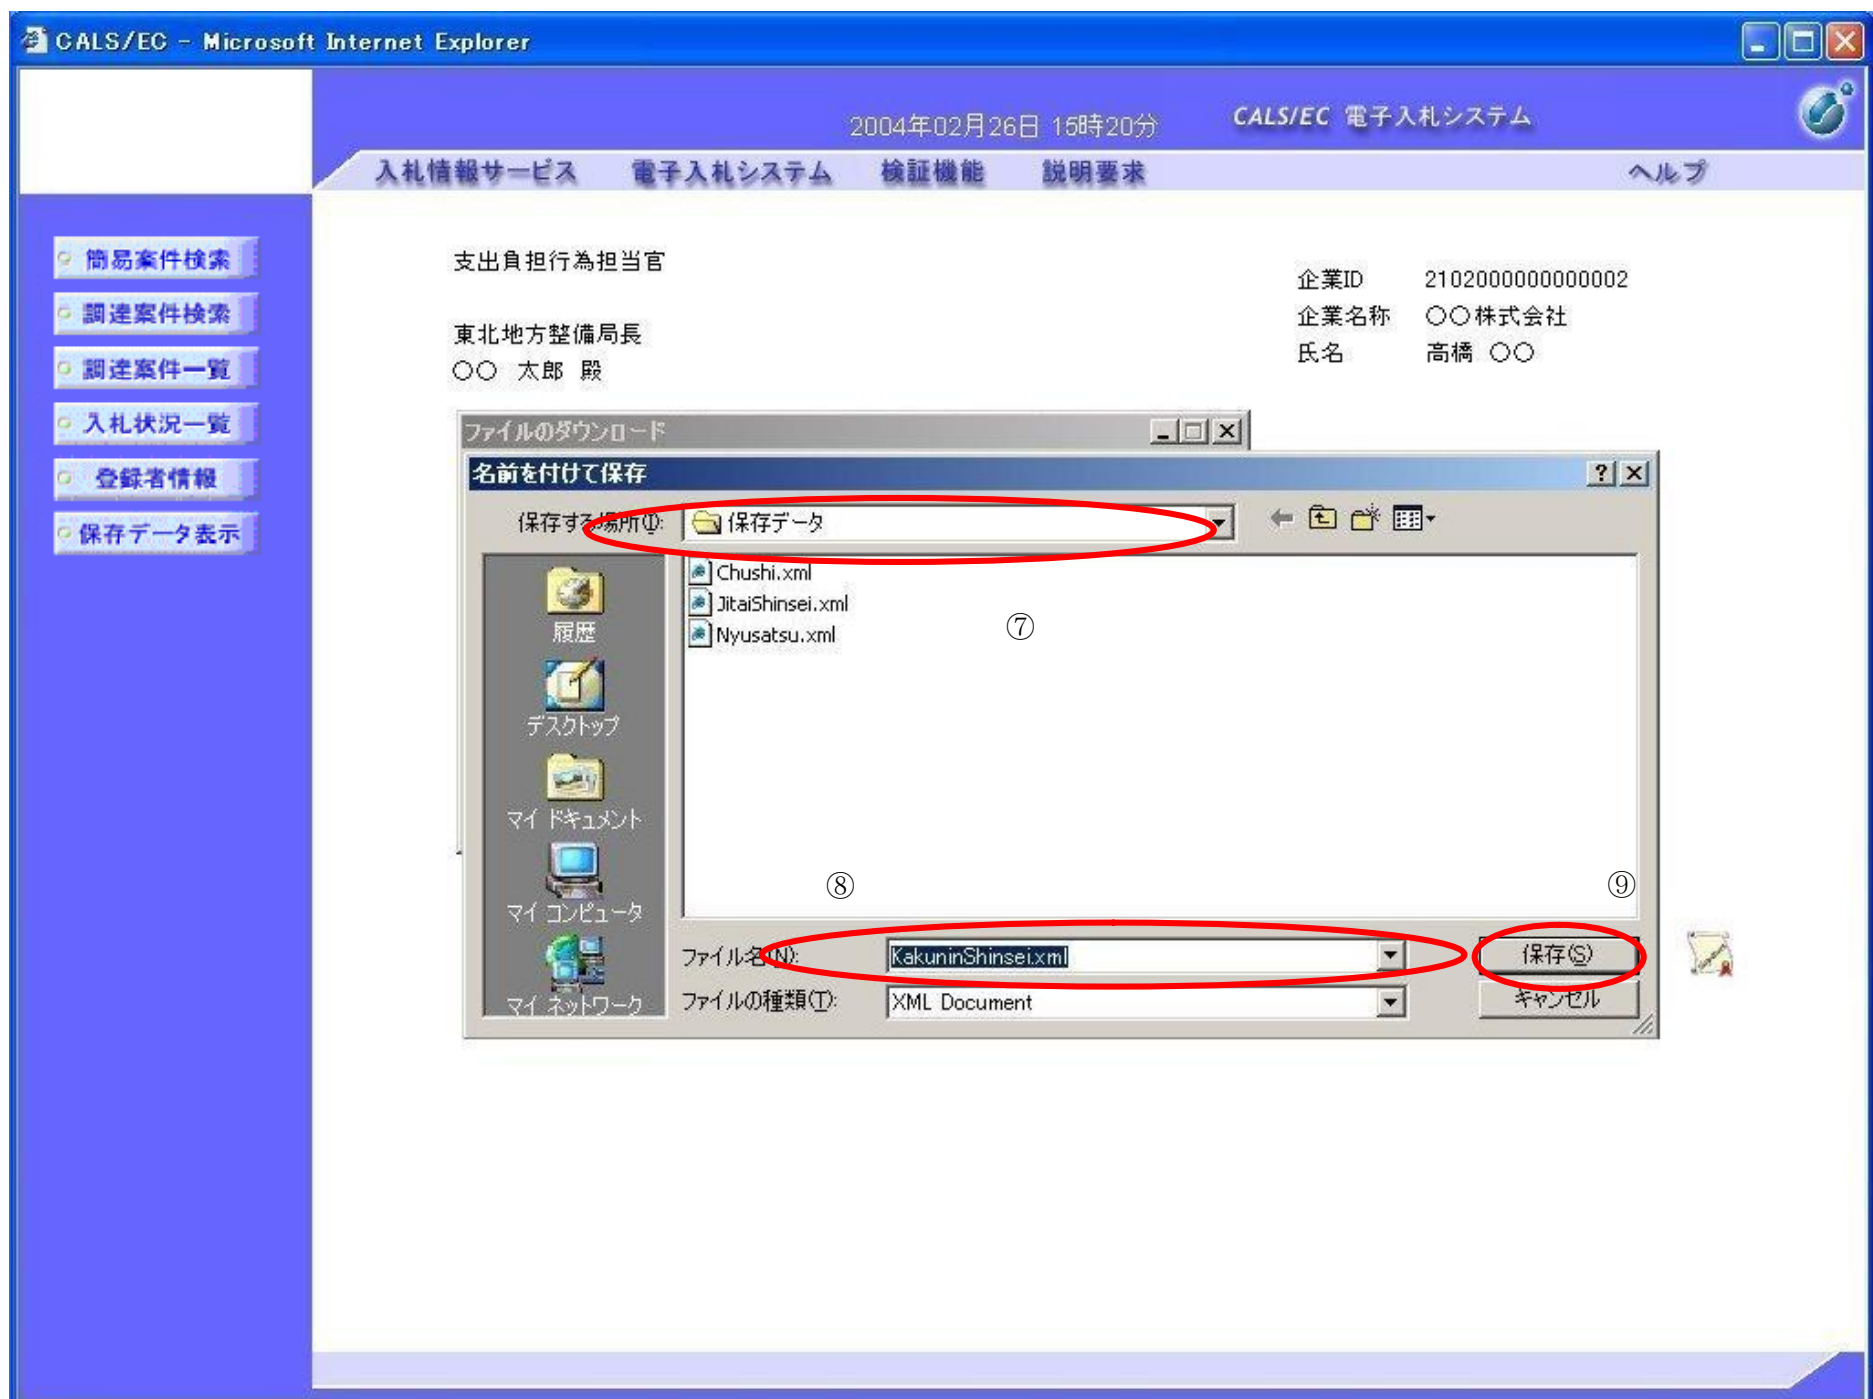 CALS/EC - Microsoft Internet Explorer
2004年02月26日 15時20分
CALS/EC 電子入札システム
入札情報サービス 電子入札システム 検証機能 説明要求 ヘルプ
簡易案件検索
調達案件検索
調達案件一覧
入札状況一覧
登録者情報
保存データ表示
支出負担行為担当官
東北地方整備局長
〇〇 太郎 殿
企業ID 2102000000000002
企業名称 〇〇株式会社
氏名 高橋 〇〇
ファイルのダウンロード
名前を付けて保存
保存する場所(I): 保存データ
履歴
デスクトップ
マイ ドキュメント
マイ コンピュータ
マイ ネットワーク
Chushi.xml
JitaiShinsei.xml
Nyusatsu.xml
⑦
⑧
⑨
ファイル名(N): KakuninShinsei.xml 保存(S)
ファイルの種類(T): XML Document キャンセル